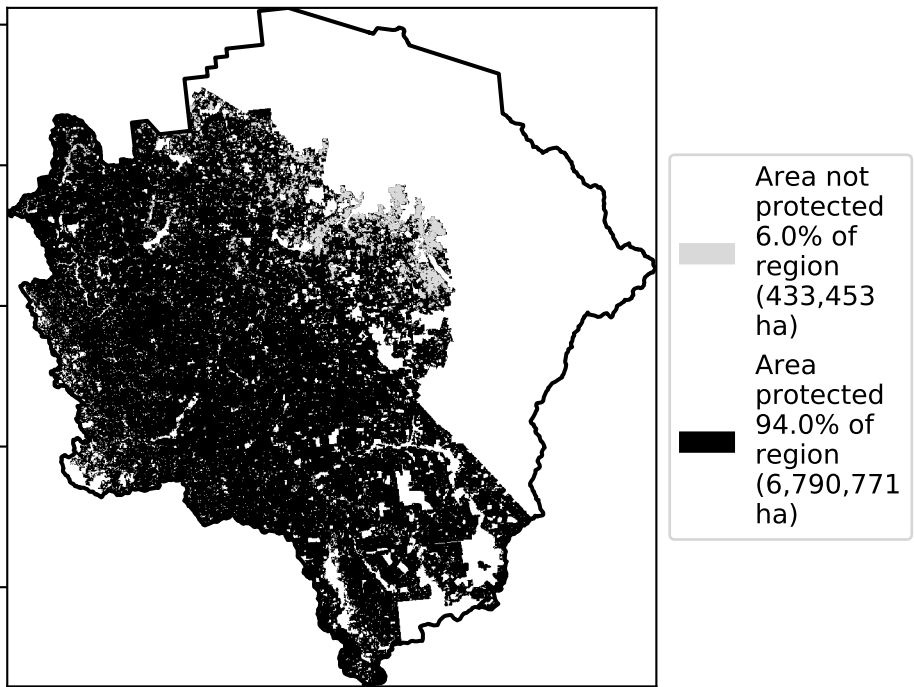 Area not
protected
6.0% of
region
(433,453
ha)
Area
protected
94.0% of
region
(6,790,771
ha)